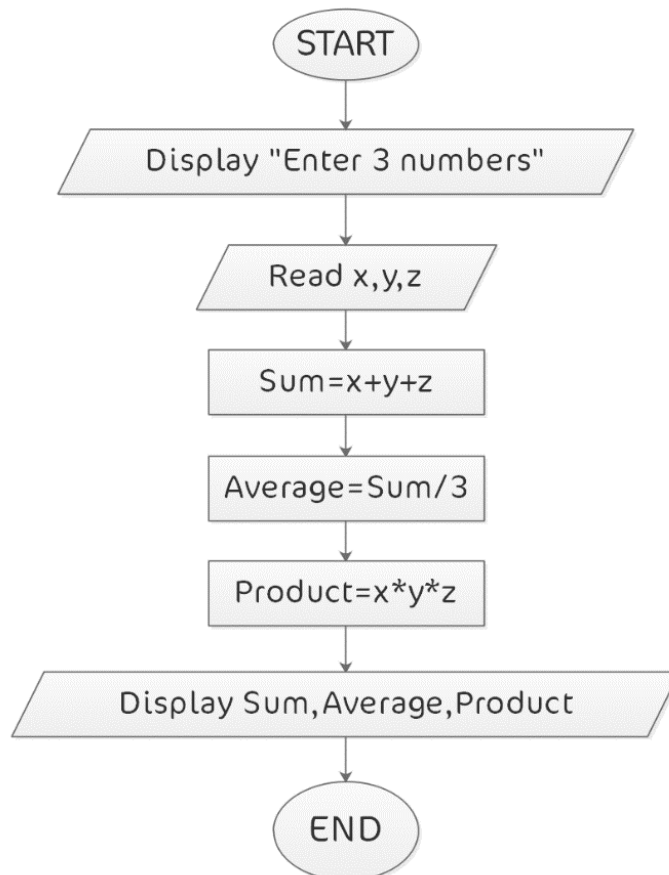 START
Display "Enter 3 numbers"
Read x,y,z
Sum=x+y+z
Average=Sum/3
Product=x*y*z
Display Sum,Average,Product
END